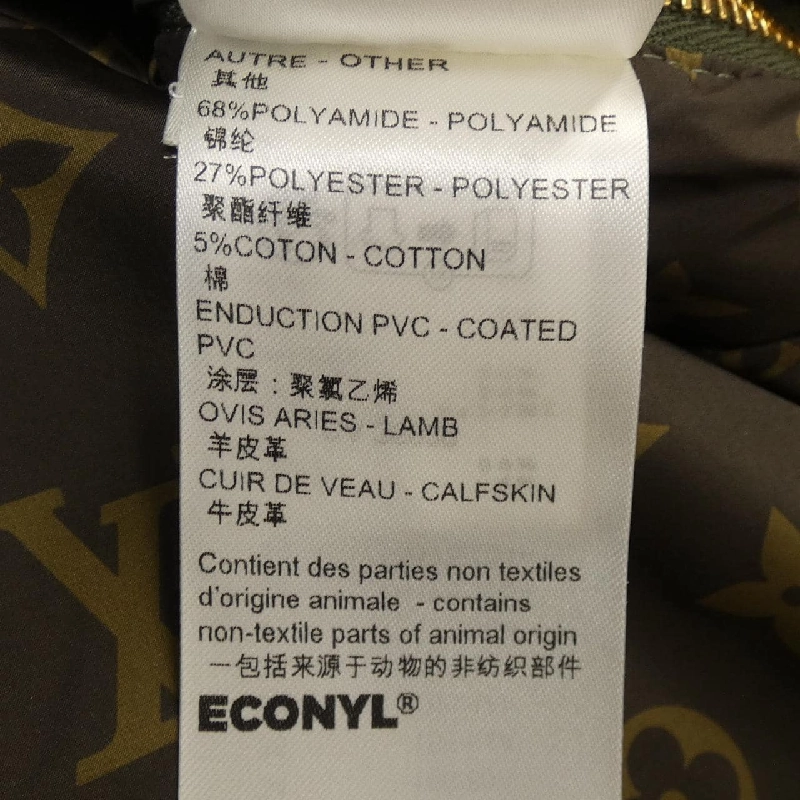 AUTRE - OTHER
其他
68%POLYAMIDE - POLYAMIDE
锦纶
27%POLYESTER - POLYESTER
聚酯纤维
5%COTON - COTTON
棉
ENDUCTION PVC - COATED
PVC
涂层：聚氯乙烯
OVIS ARIES - LAMB
羊皮革
CUIR DE VEAU - CALFSKIN
牛皮革
Contient des parties non textiles
d'origine animale - contains
non-textile parts of animal origin
一包括来源于动物的非纺织部件
ECONYL®